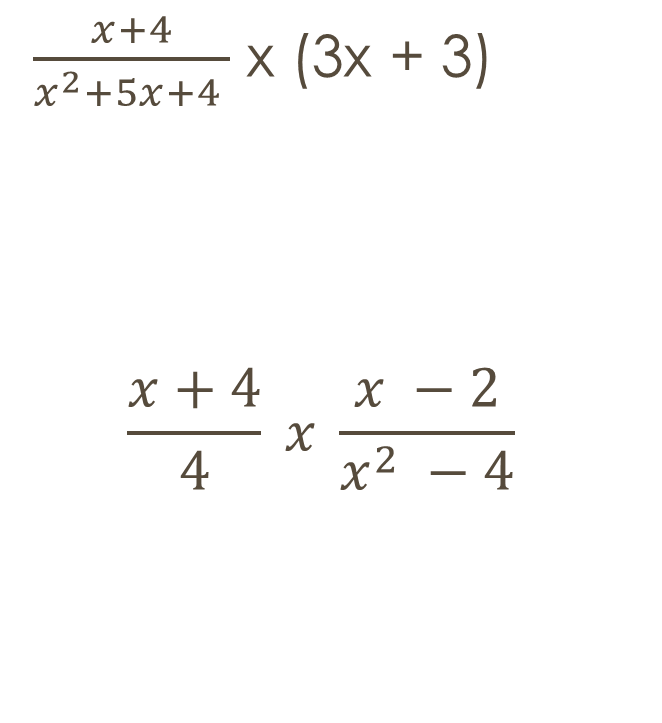 x+4
x²+5x+4 x (3x + 3)
x + 4 x x − 2
4 x² − 4